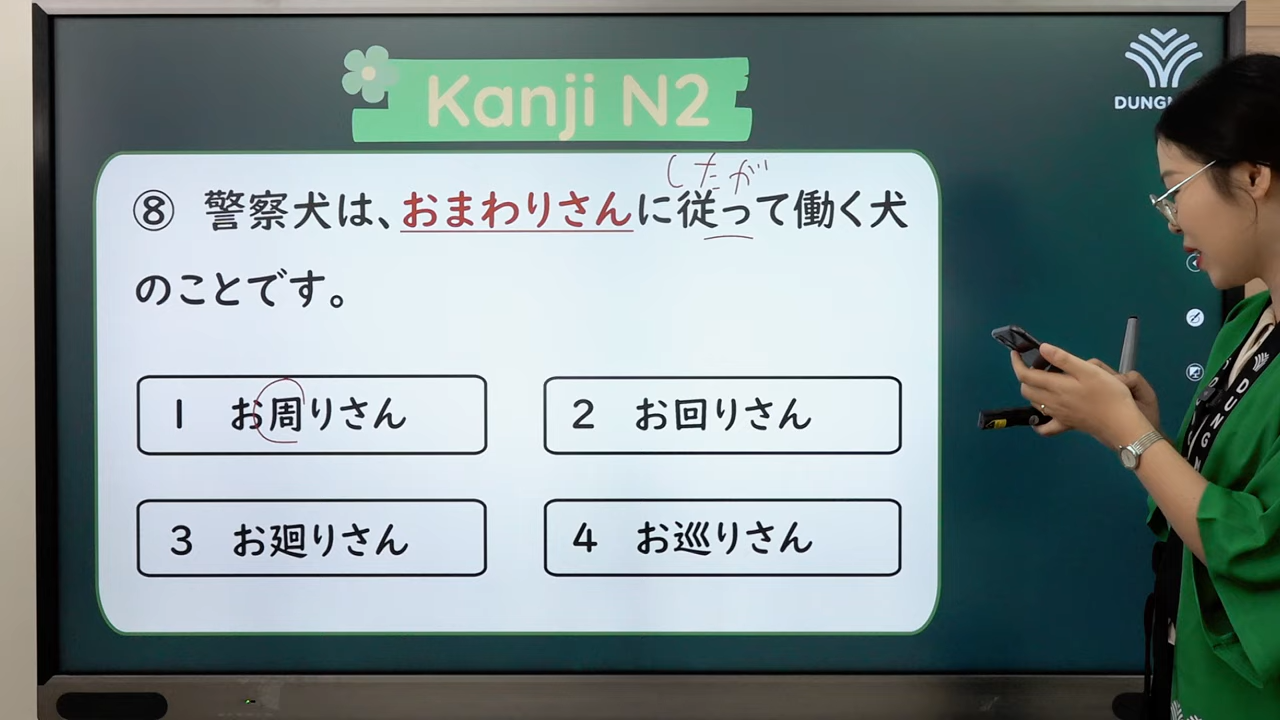 Kanji N2
DUNGM
したが
⑧ 警察犬は、おまわりさんに従って働く犬
のことです。
1 お周りさん
2 お回りさん
3 お廻りさん
4 お巡りさん
DUNG